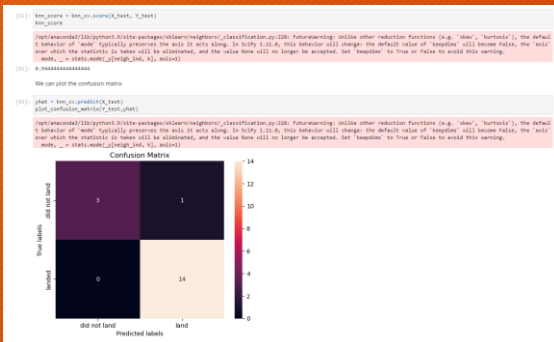 knn_score = knn_cv.score(X_test, Y_test)
knn_score
/opt/anaconda3/lib/python3.9/site-packages/sklearn/neighbors/_classification.py:228: FutureWarning: Unlike other reduction functions (e.g. `skew`, `kurtosis`), the defaul
t behavior of `mode` typically preserves the axis it acts along. In SciPy 1.11.0, this behavior will change: the default value of `keepdims` will become False, the `axis`
over which the statistic is taken will be eliminated, and the value None will no longer be accepted. Set `keepdims` to True or False to avoid this warning.
mode, _ = stats.mode(_y[neigh_ind, k], axis=1)
0.9444444444444444
We can plot the confusion matrix
yhat = knn_cv.predict(X_test)
plot_confusion_matrix(Y_test,yhat)
/opt/anaconda3/lib/python3.9/site-packages/sklearn/neighbors/_classification.py:228: FutureWarning: Unlike other reduction functions (e.g. `skew`, `kurtosis`), the defaul
t behavior of `mode` typically preserves the axis it acts along. In SciPy 1.11.0, this behavior will change: the default value of `keepdims` will become False, the `axis`
over which the statistic is taken will be eliminated, and the value None will no longer be accepted. Set `keepdims` to True or False to avoid this warning.
mode, _ = stats.mode(_y[neigh_ind, k], axis=1)
Confusion Matrix
True labels
did not land
landed
3
1
0
14
14
12
10
8
6
4
2
0
did not land
land
Predicted labels